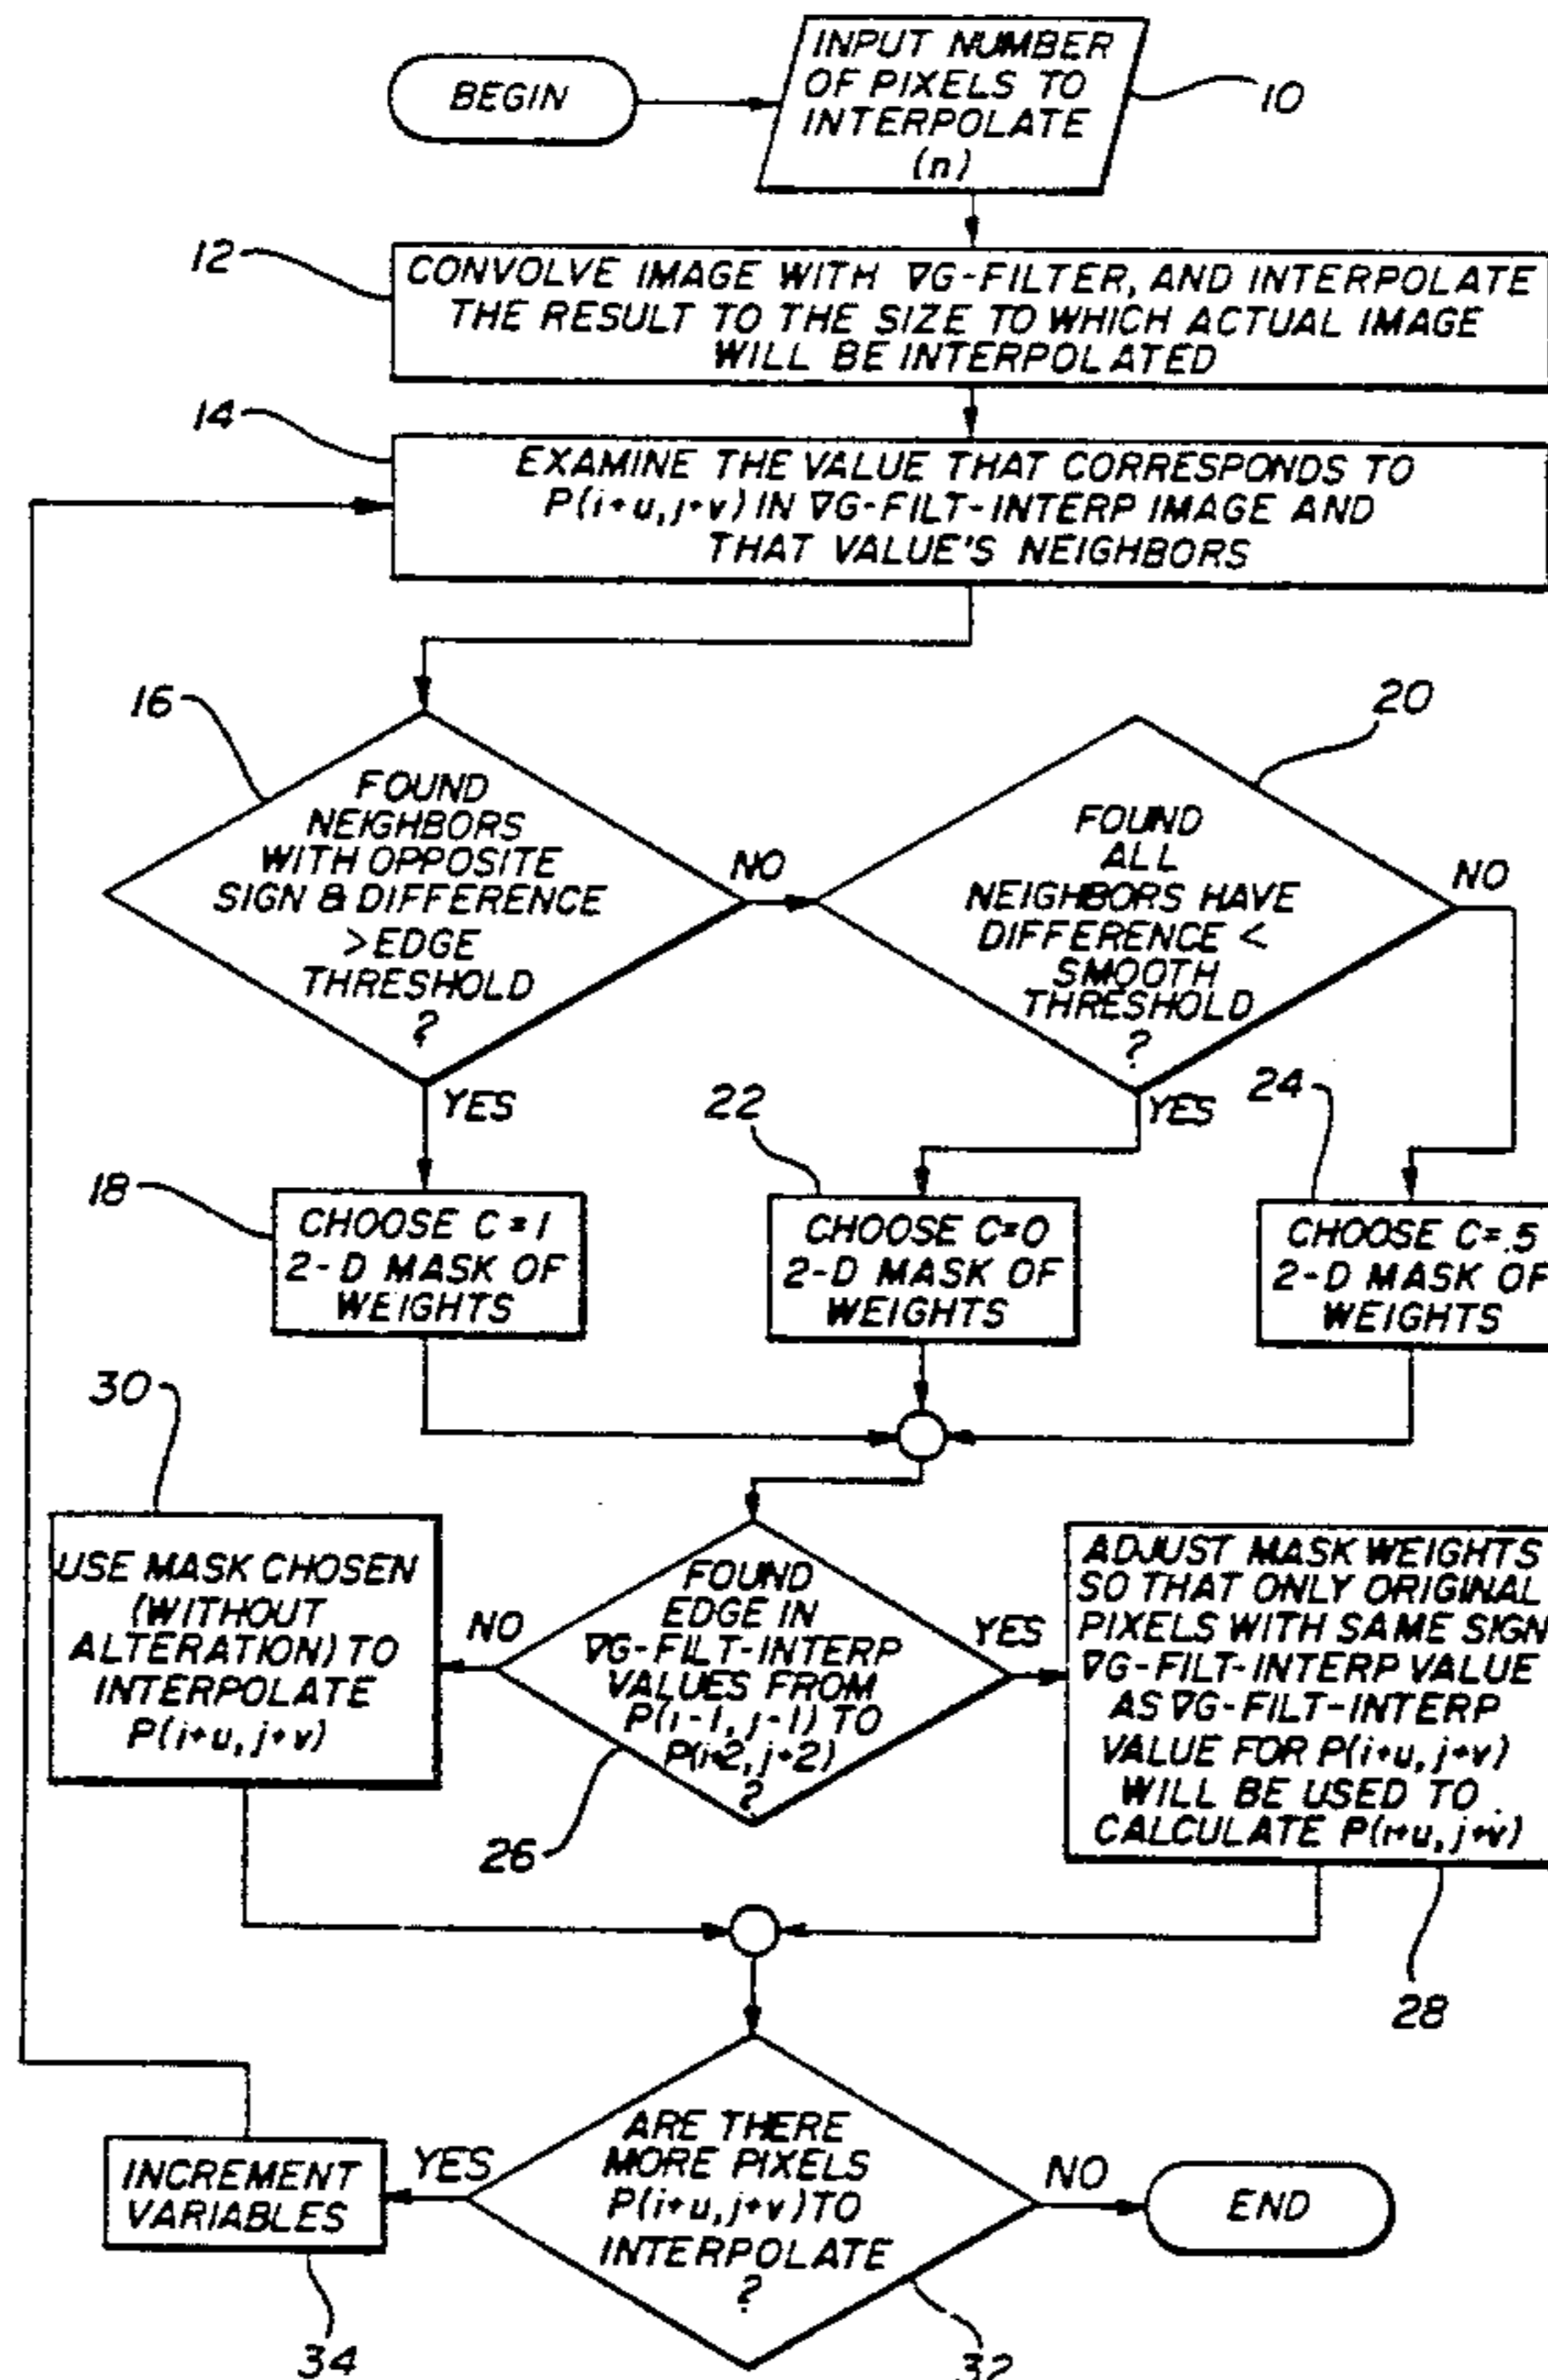 BEGIN
INPUT NUMBER
OF PIXELS TO
INTERPOLATE
(n)
10
12
CONVOLVE IMAGE WITH ∇G-FILTER, AND INTERPOLATE
THE RESULT TO THE SIZE TO WHICH ACTUAL IMAGE
WILL BE INTERPOLATED
14
EXAMINE THE VALUE THAT CORRESPONDS TO
P(i+u, j+v) IN ∇G-FILT-INTERP IMAGE AND
THAT VALUE'S NEIGHBORS
16
FOUND
NEIGHBORS
WITH OPPOSITE
SIGN & DIFFERENCE
>EDGE
THRESHOLD
?
NO
YES
20
FOUND
ALL
NEIGHBORS HAVE
DIFFERENCE <
SMOOTH
THRESHOLD
?
NO
YES
18
CHOOSE C=1
2-D MASK OF
WEIGHTS
22
CHOOSE C=0
2-D MASK OF
WEIGHTS
24
CHOOSE C=.5
2-D MASK OF
WEIGHTS
30
USE MASK CHOSEN
(WITHOUT
ALTERATION) TO
INTERPOLATE
P(i+u, j+v)
NO
FOUND
EDGE IN
∇G-FILT-INTERP
VALUES FROM
P(i-1, j-1) TO
P(i+2, j+2)
?
26
YES
ADJUST MASK WEIGHTS
SO THAT ONLY ORIGINAL
PIXELS WITH SAME SIGN
∇G-FILT-INTERP VALUE
AS ∇G-FILT-INTERP
VALUE FOR P(i+u, j+v)
WILL BE USED TO
CALCULATE P(i+u, j+v)
28
ARE THERE
MORE PIXELS
P(i+u, j+v) TO
INTERPOLATE
?
32
YES
INCREMENT
VARIABLES
34
NO
END